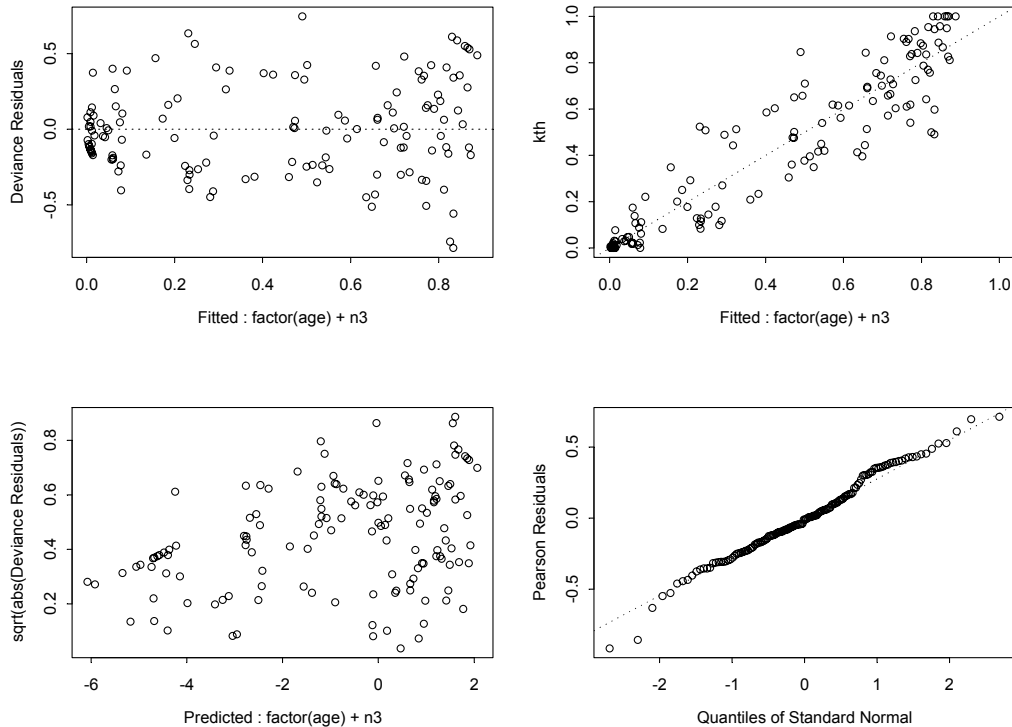 Deviance Residuals
0.5
0.0
-0.5
0.0 0.2 0.4 0.6 0.8
Fitted : factor(age) + n3
kth
1.0
0.8
0.6
0.4
0.2
0.0
0.0 0.2 0.4 0.6 0.8 1.0
Fitted : factor(age) + n3
sqrt(abs(Deviance Residuals))
0.8
0.6
0.4
0.2
-6 -4 -2 0 2
Predicted : factor(age) + n3
Pearson Residuals
0.5
0.0
-0.5
-2 -1 0 1 2
Quantiles of Standard Normal